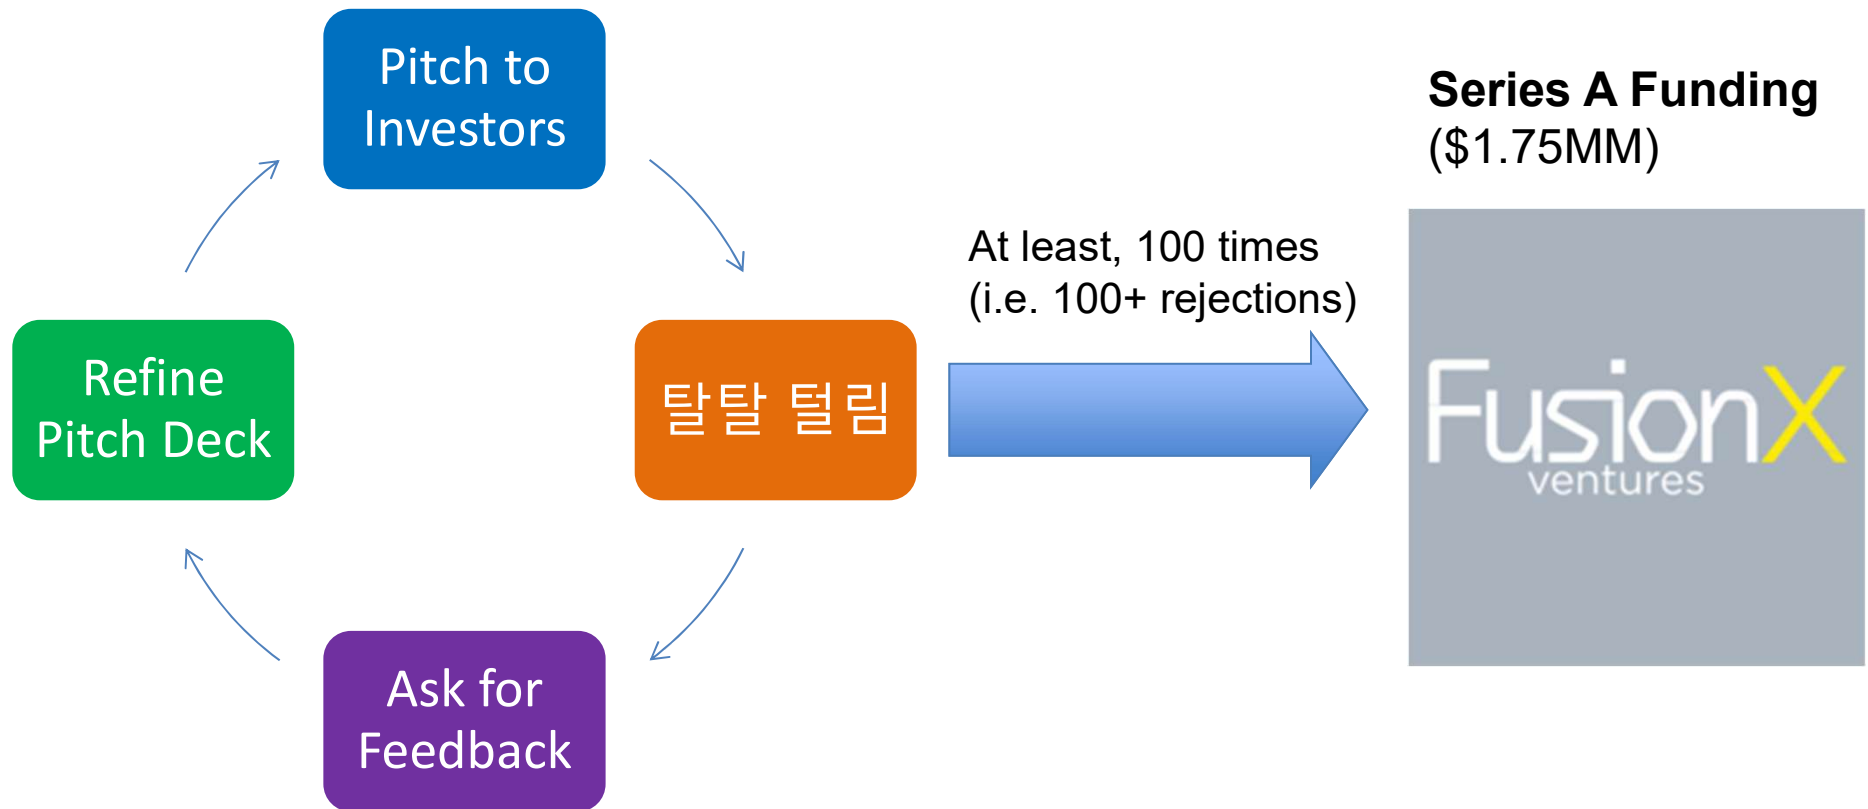 Pitch to
Investors
Series A Funding
($1.75MM)
At least, 100 times
(i.e. 100+ rejections)
Refine
Pitch Deck
탈탈 털림
FusionX
ventures
Ask for
Feedback